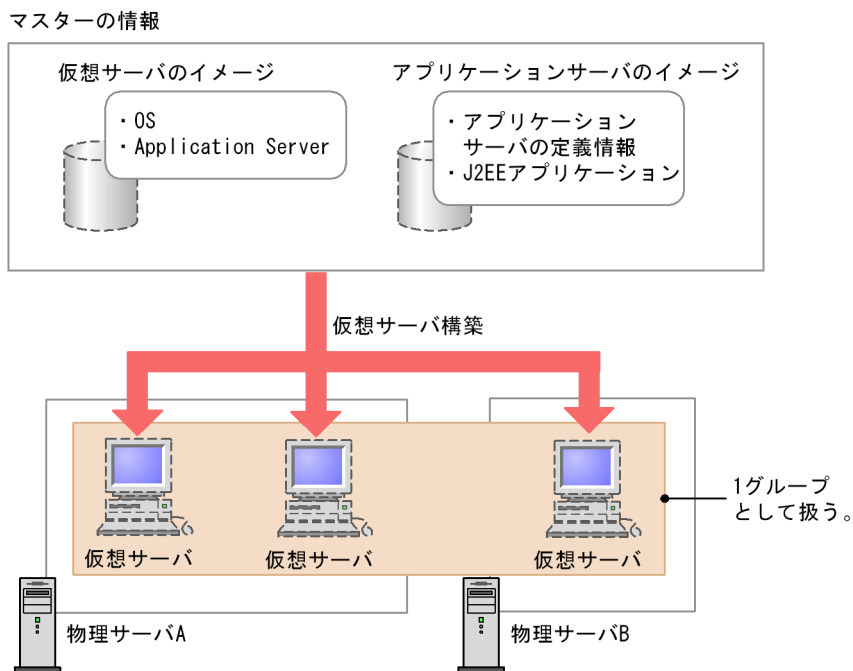 マスターの情報
仮想サーバのイメージ
・OS
・Application Server
アプリケーションサーバのイメージ
・アプリケーション
サーバの定義情報
・J2EEアプリケーション
仮想サーバ構築
仮想サーバ
仮想サーバ
仮想サーバ
1グループ
として扱う。
物理サーバA
物理サーバB